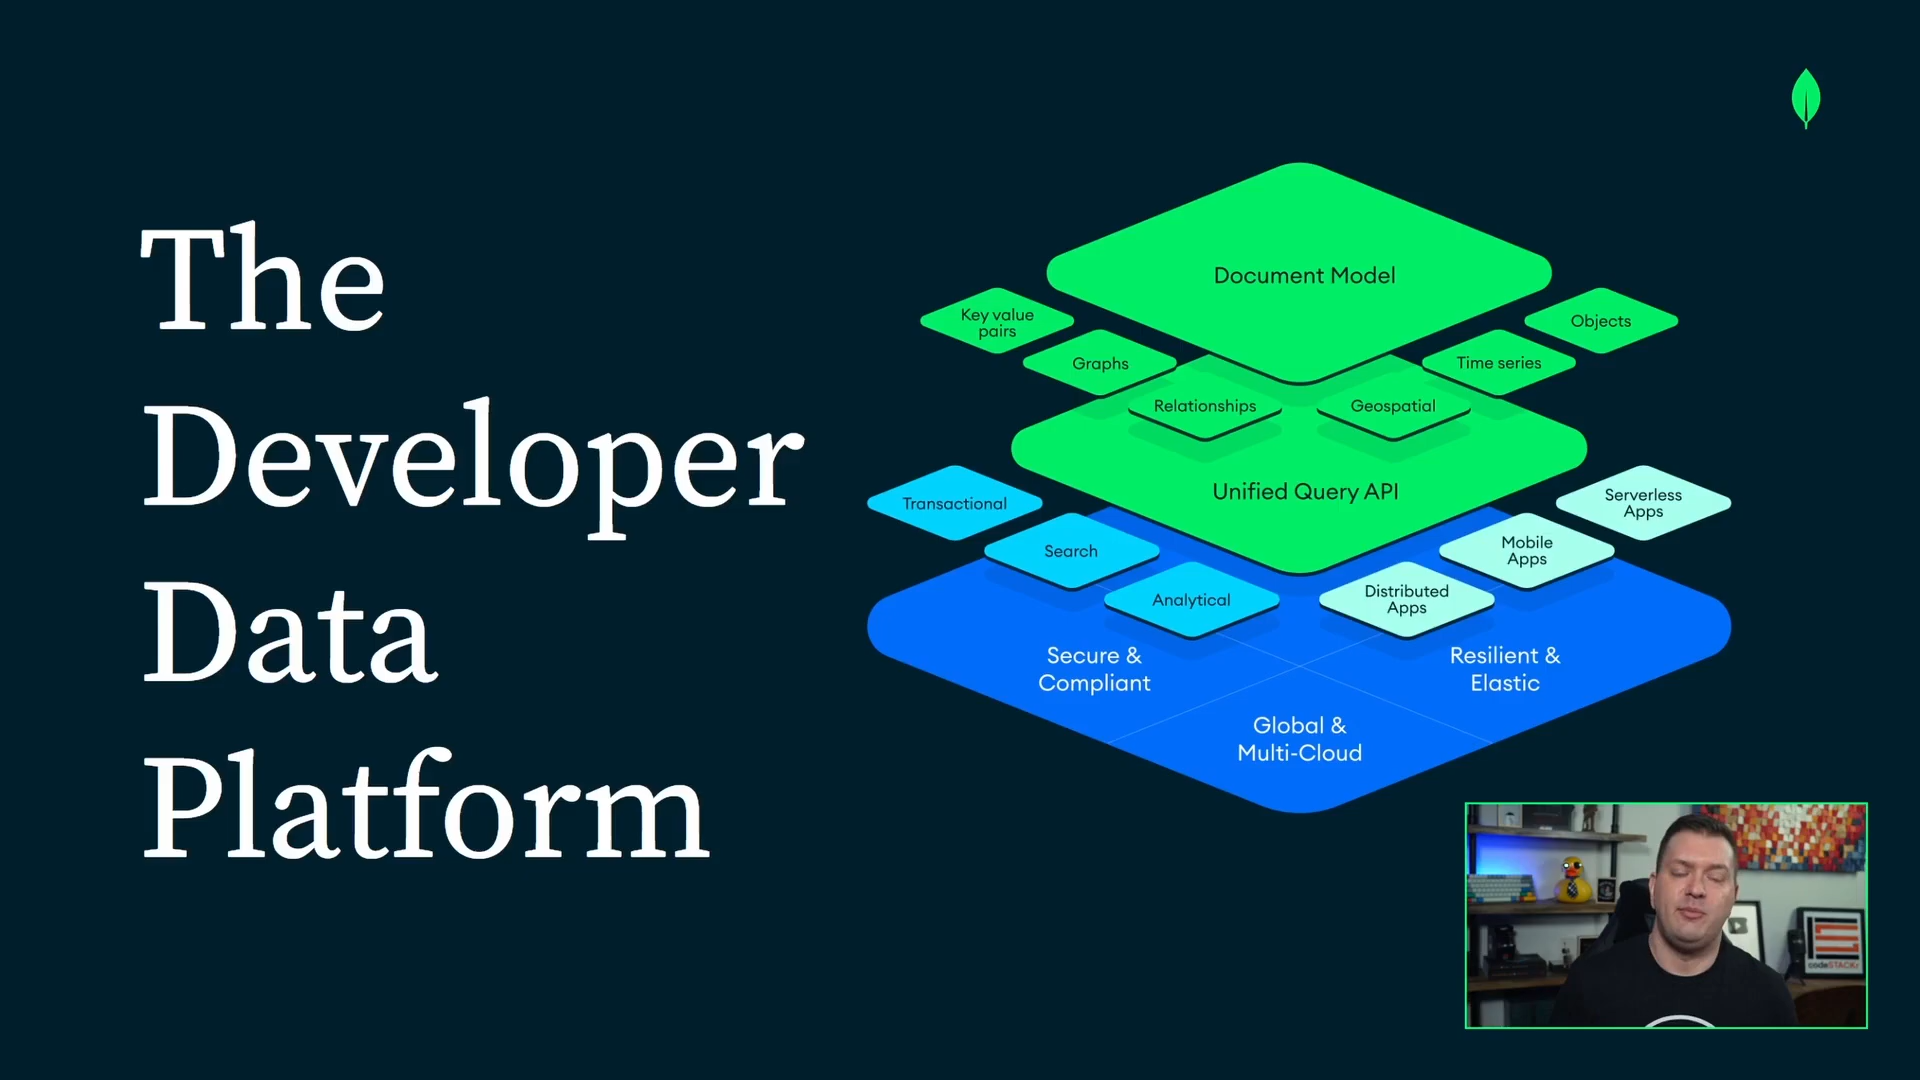 The
Developer
Data
Platform
Document Model
Key value
pairs
Graphs
Relationships
Geospatial
Time series
Objects
Unified Query API
Transactional
Search
Analytical
Serverless
Apps
Mobile
Apps
Distributed
Apps
Secure &
Compliant
Resilient &
Elastic
Global &
Multi-Cloud
codeSTACKr